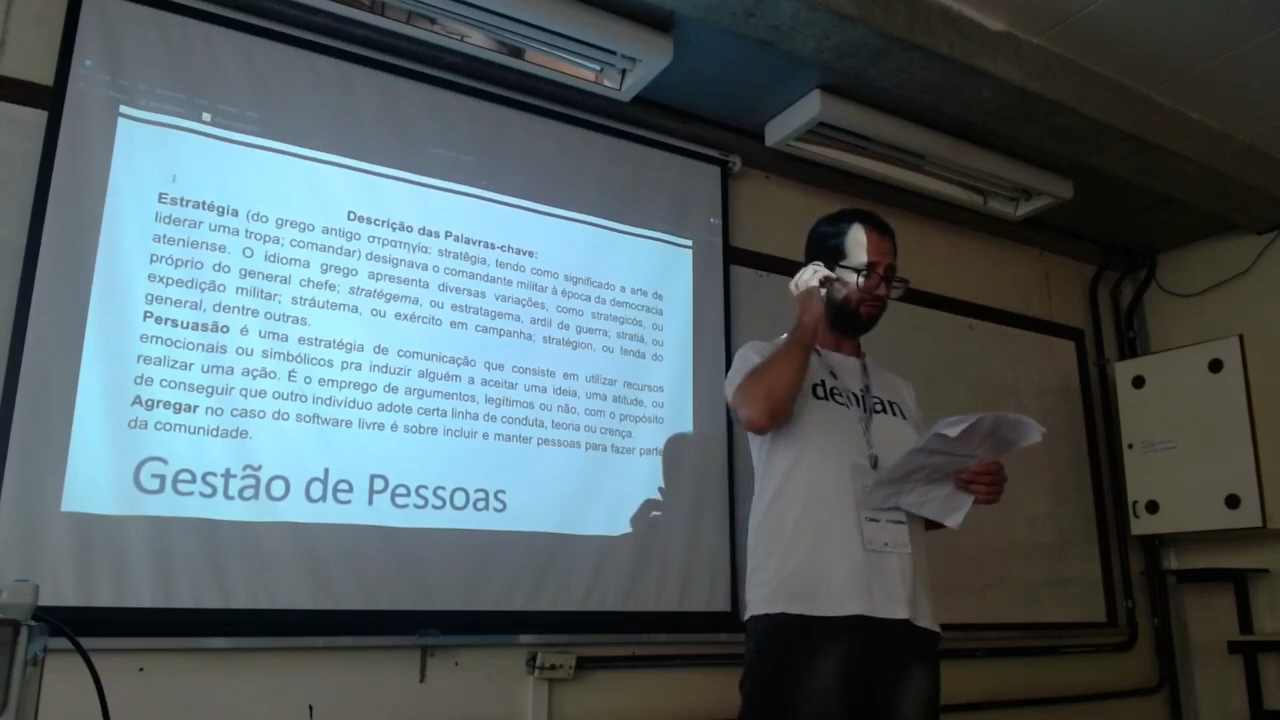 Descrição das Palavras-chave:
Estratégia (do grego antigo στρατηγία: stratêgia, tendo como significado a arte de
liderar uma tropa; comandar) designava o comandante militar à época da democracia
ateniense. O idioma grego apresenta diversas variações, como strategicós, ou
próprio do general chefe; stratégema, ou estratagema, ardil de guerra; stratiá, ou
expedição militar; stráutema, ou exército em campanha; stratégion, ou tenda do
general, dentre outras.
Persuasão é uma estratégia de comunicação que consiste em utilizar recursos
emocionais ou simbólicos pra induzir alguém a aceitar uma ideia, uma atitude, ou
realizar uma ação. É o emprego de argumentos, legítimos ou não, com o propósito
de conseguir que outro indivíduo adote certa linha de conduta, teoria ou crença.
Agregar no caso do software livre é sobre incluir e manter pessoas para fazer parte
da comunidade.
Gestão de Pessoas
debian